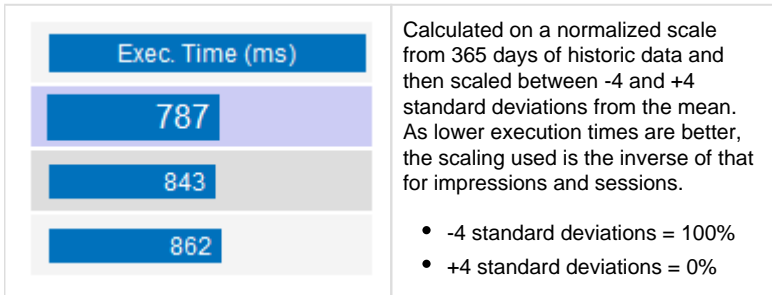 Exec. Time (ms)
787
843
862
Calculated on a normalized scale
from 365 days of historic data and
then scaled between -4 and +4
standard deviations from the mean.
As lower execution times are better,
the scaling used is the inverse of that
for impressions and sessions.
• -4 standard deviations = 100%
• +4 standard deviations = 0%